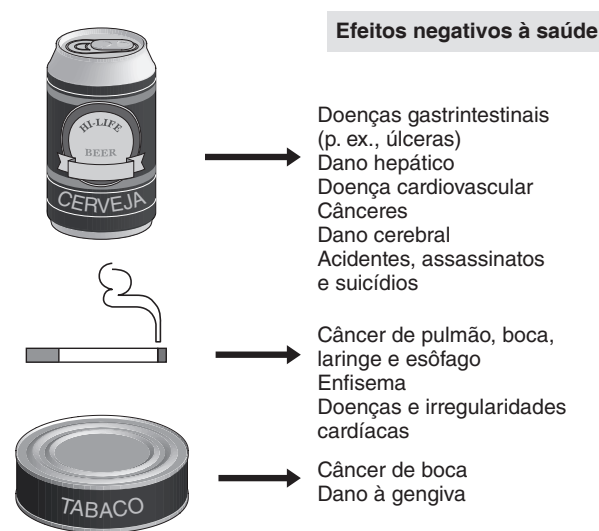 Efeitos negativos à saúde
HI-LIFE
BEER
CERVEJA
Doenças gastrintestinais
(p. ex., úlceras)
Dano hepático
Doença cardiovascular
Cânceres
Dano cerebral
Acidentes, assassinatos
e suicídios
Câncer de pulmão, boca,
laringe e esôfago
Enfisema
Doenças e irregularidades
cardíacas
TABACO
Câncer de boca
Dano à gengiva